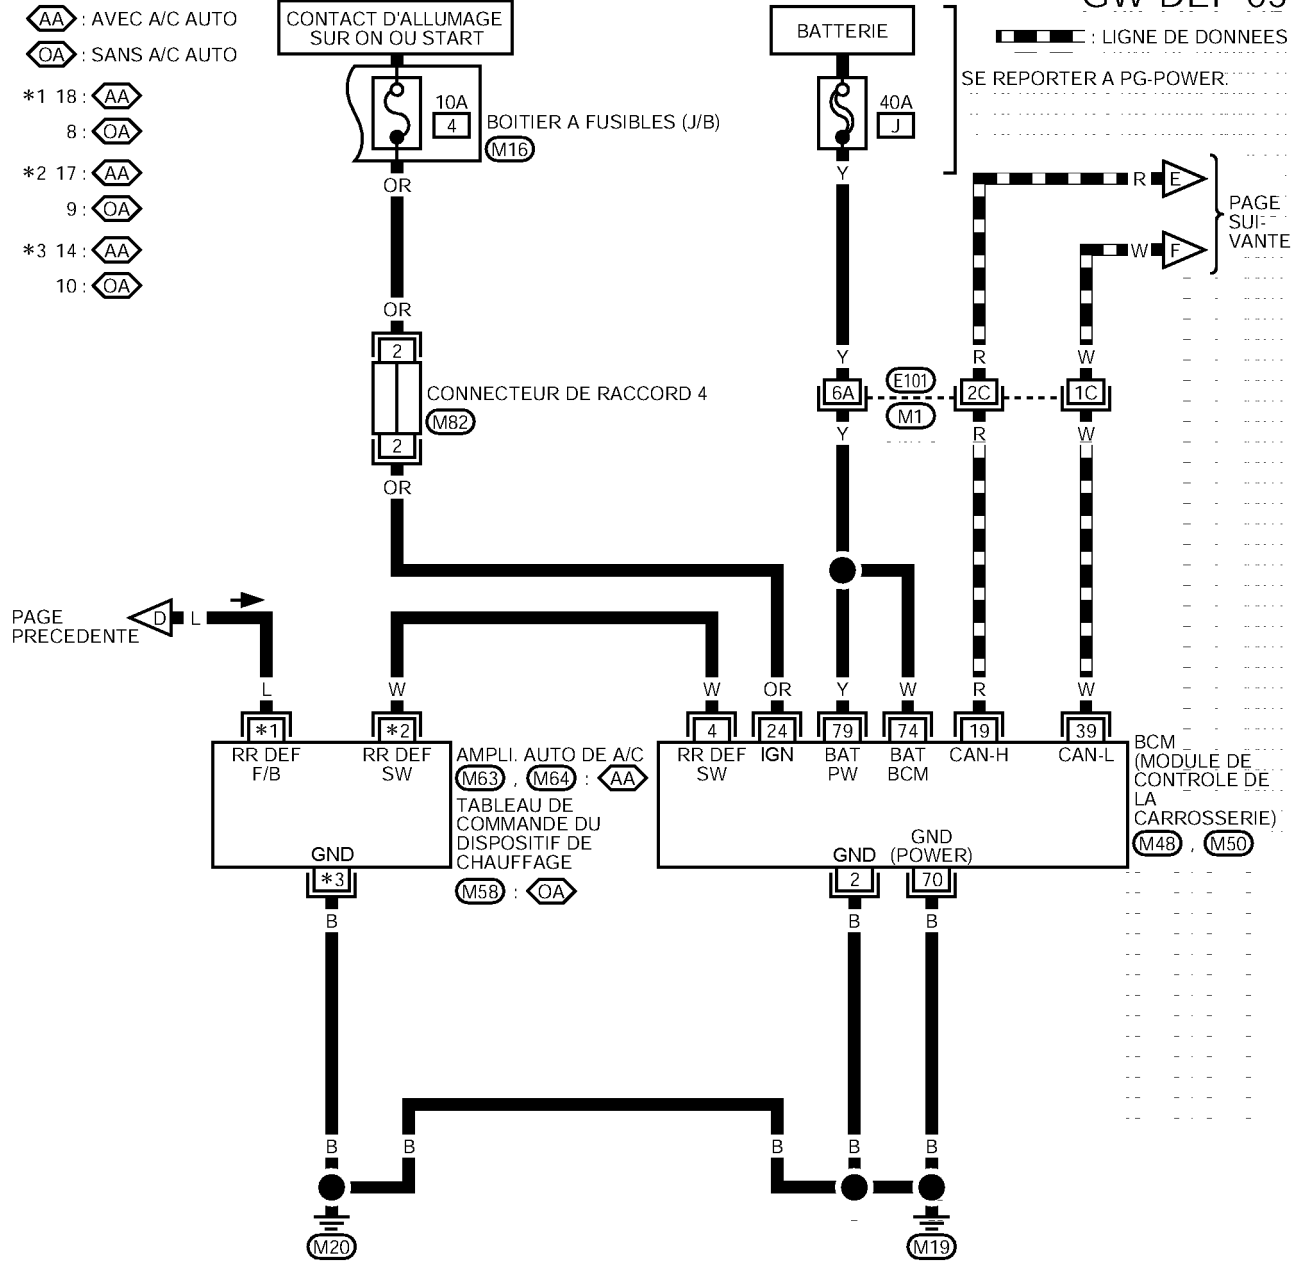 AA : AVEC A/C AUTO
OA : SANS A/C AUTO
*1 18 : AA
8 : OA
*2 17 : AA
9 : OA
*3 14 : AA
10 : OA
CONTACT D'ALLUMAGE
SUR ON OU START
10A
4
BOITIER A FUSIBLES (J/B)
M16
BATTERIE
40A
J
: LIGNE DE DONNEES
SE REPORTER A PG-POWER.
OR
Y
R
E
W
F
PAGE
SUI-
VANTE
OR
2
CONNECTEUR DE RACCORD 4
M82
2
OR
Y
R
W
6A
E101
M1
2C
1C
Y
R
W
PAGE
PRECEDENTE
D
L
L
W
W
OR
Y
W
R
W
*1
*2
4
24
79
74
19
39
RR DEF
F/B
RR DEF
SW
GND
*3
AMPLI. AUTO DE A/C
M63 , M64 : AA
TABLEAU DE
COMMANDE DU
DISPOSITIF DE
CHAUFFAGE
M58 : OA
RR DEF
SW
IGN
BAT
PW
BAT
BCM
CAN-H
CAN-L
GND
GND
(POWER)
2
70
BCM
(MODULE DE
CONTROLE DE
LA
CARROSSERIE)
M48 , M50
B
B
B
B
B
B
B
B
M20
M19